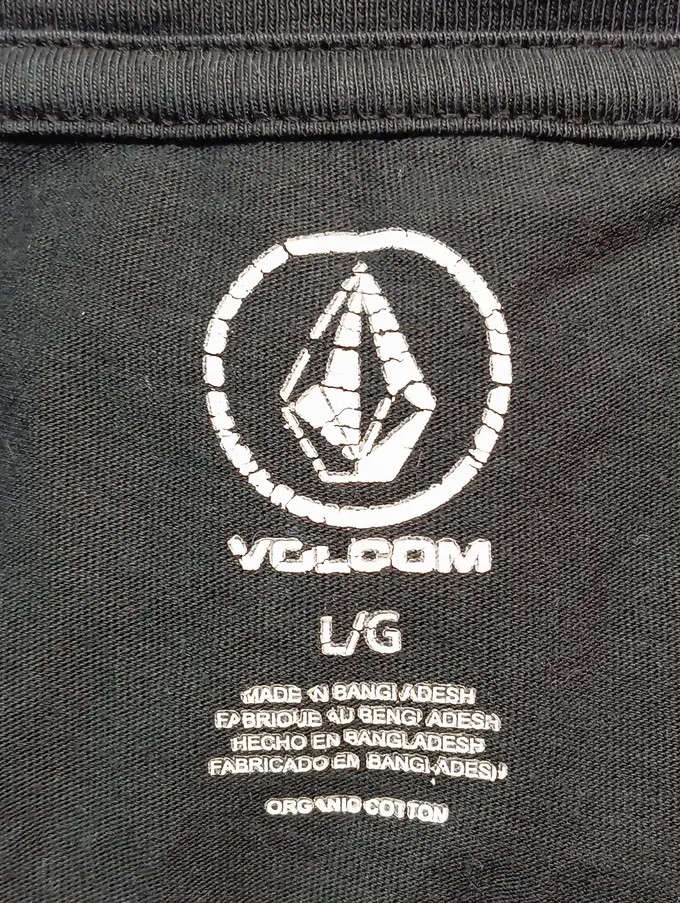 VOLCOM
L/G
MADE IN BANGLADESH
FABRIQUE AU BENGLADESH
HECHO EN BANGLADESH
FABRICADO EM BANGLADESH
ORGANIC COTTON